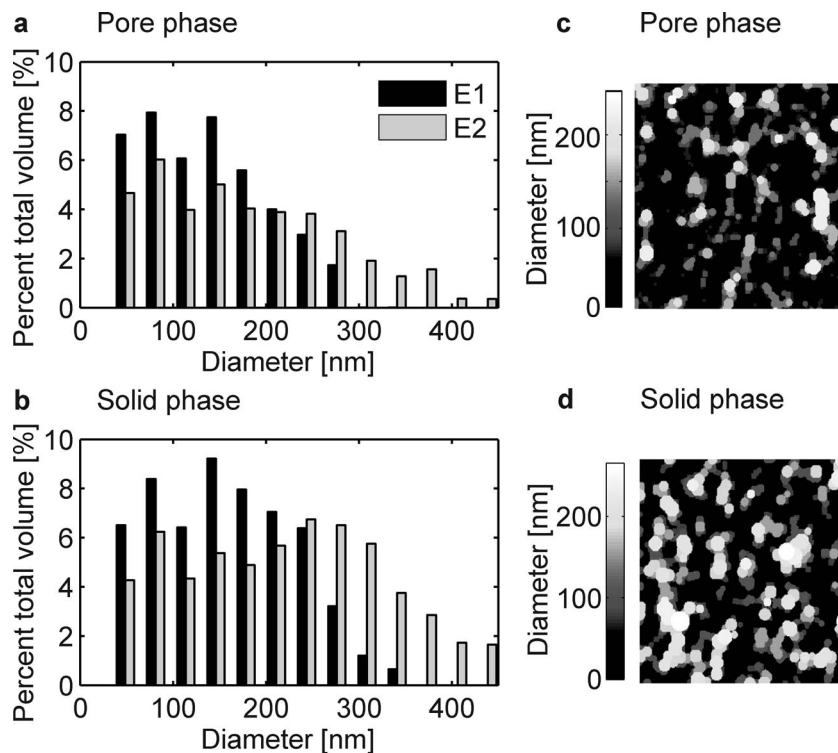 a Pore phase
Percent total volume [%]
10
8
6
4
2
0
E1
E2
0 100 200 300 400
Diameter [nm]
c Pore phase
Diameter [nm]
200
100
0
b Solid phase
Percent total volume [%]
10
8
6
4
2
0
0 100 200 300 400
Diameter [nm]
d Solid phase
Diameter [nm]
200
100
0